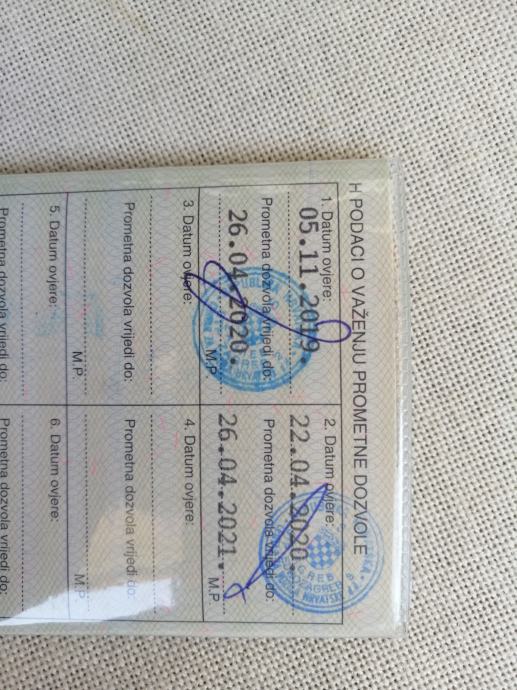 H PODACI O VAŽENJU PROMETNE DOZVOLE
1. Datum ovjere:
05.11.2019.
Prometna dozvola vrijedi do:
26.04.2020.
M.P.
2. Datum ovjere:
22.04.2020.
Prometna dozvola vrijedi do:
26.04.2021.
M.P.
3. Datum ovjere:
Prometna dozvola vrijedi do:
M.P.
4. Datum ovjere:
Prometna dozvola vrijedi do:
M.P.
5. Datum ovjere:
Prometna dozvola vrijedi do:
6. Datum ovjere:
Prometna dozvola vrijedi do: